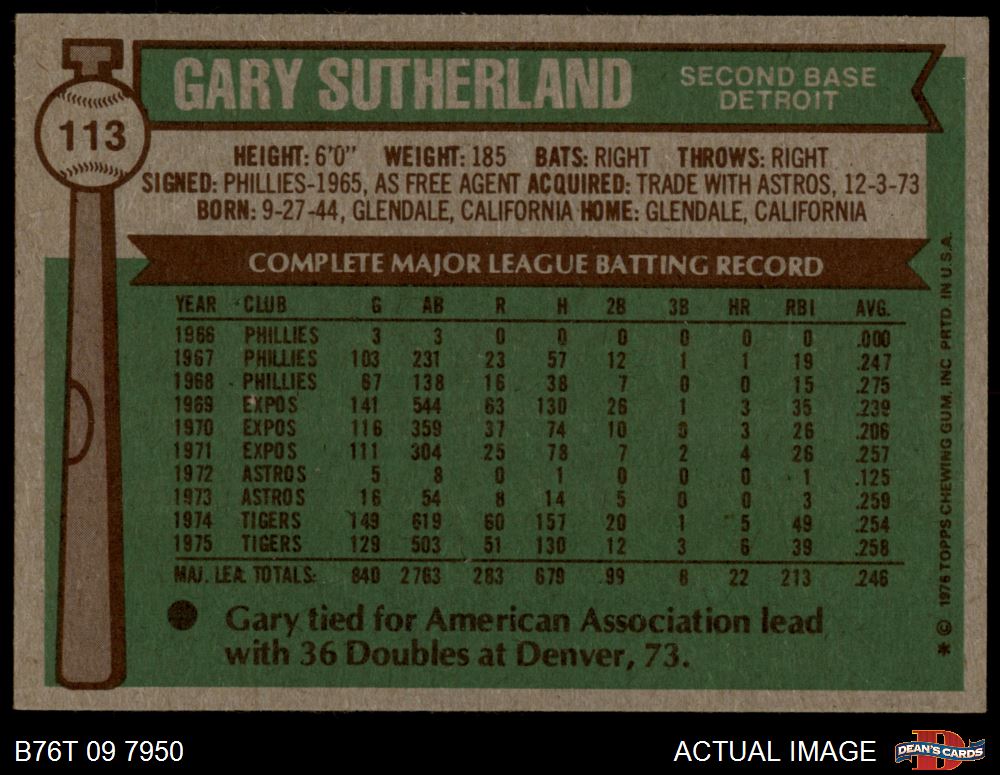 113
GARY SUTHERLAND
SECOND BASE
DETROIT
HEIGHT: 6'0" WEIGHT: 185 BATS: RIGHT THROWS: RIGHT
SIGNED: PHILLIES-1965, AS FREE AGENT ACQUIRED: TRADE WITH ASTROS, 12-3-73
BORN: 9-27-44, GLENDALE, CALIFORNIA HOME: GLENDALE, CALIFORNIA
COMPLETE MAJOR LEAGUE BATTING RECORD
YEAR CLUB G AB R H 2B 3B HR RBI AVG.
1966 PHILLIES 3 3 0 0 0 0 0 0 .000
1967 PHILLIES 103 231 23 57 12 1 1 19 .247
1968 PHILLIES 67 138 16 38 7 0 0 15 .275
1969 EXPOS 141 544 63 130 26 1 3 35 .239
1970 EXPOS 116 359 37 74 10 0 3 26 .206
1971 EXPOS 111 304 25 78 7 2 4 26 .257
1972 ASTROS 5 8 0 1 0 0 0 1 .125
1973 ASTROS 16 54 8 14 5 0 0 3 .259
1974 TIGERS 149 619 60 157 20 1 5 49 .254
1975 TIGERS 129 503 51 130 12 3 6 39 .258
MAJ. LEA. TOTALS: 840 2763 283 679 99 8 22 213 .246
● Gary tied for American Association lead
with 36 Doubles at Denver, 73.
* © 1976 TOPPS CHEWING GUM, INC PRTD. IN U.S.A.
B76T 09 7950
ACTUAL IMAGE
D
DEAN'S CARDS